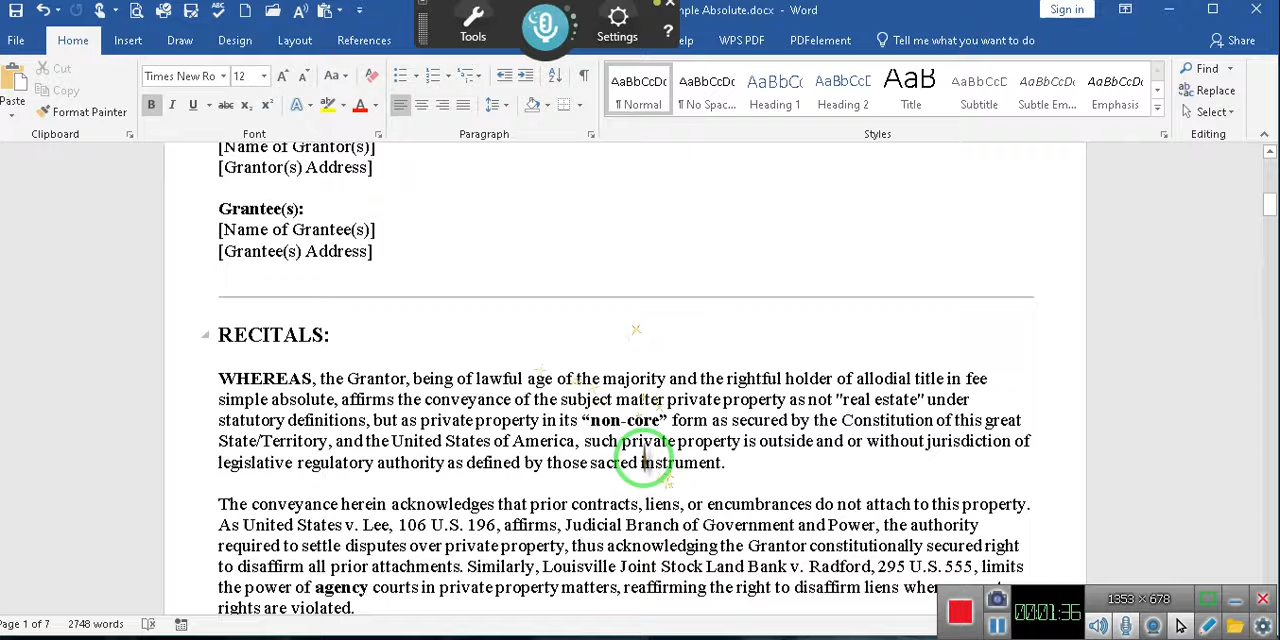 mple Absolute.docx - Word
Sign in
File Home Insert Draw Design Layout References
Tools
Settings
?
elp WPS PDF PDFelement Tell me what you want to do
Share
Paste
Cut
Copy
Format Painter
Clipboard
Times New Ro 12
Font
Paragraph
AaBbCcDc AaBbCcDc AaBbC( AaBbCcD AaB AaBbCcD AaBbCcDc AaBbCcDc
¶ Normal ¶ No Spac... Heading 1 Heading 2 Title Subtitle Subtle Em... Emphasis
Styles
Find
Replace
Select
Editing
[Name of Grantor(s)]
[Grantor(s) Address]
Grantee(s):
[Name of Grantee(s)]
[Grantee(s) Address]
RECITALS:
WHEREAS, the Grantor, being of lawful age of the majority and the rightful holder of allodial title in fee
simple absolute, affirms the conveyance of the subject matter private property as not "real estate" under
statutory definitions, but as private property in its “non-core” form as secured by the Constitution of this great
State/Territory, and the United States of America, such private property is outside and or without jurisdiction of
legislative regulatory authority as defined by those sacred instrument.
The conveyance herein acknowledges that prior contracts, liens, or encumbrances do not attach to this property.
As United States v. Lee, 106 U.S. 196, affirms, Judicial Branch of Government and Power, the authority
required to settle disputes over private property, thus acknowledging the Grantor constitutionally secured right
to disaffirm all prior attachments. Similarly, Louisville Joint Stock Land Bank v. Radford, 295 U.S. 555, limits
the power of agency courts in private property matters, reaffirming the right to disaffirm liens
rights are violated.
1353 x 678
00:01:36
Page 1 of 7 2748 words